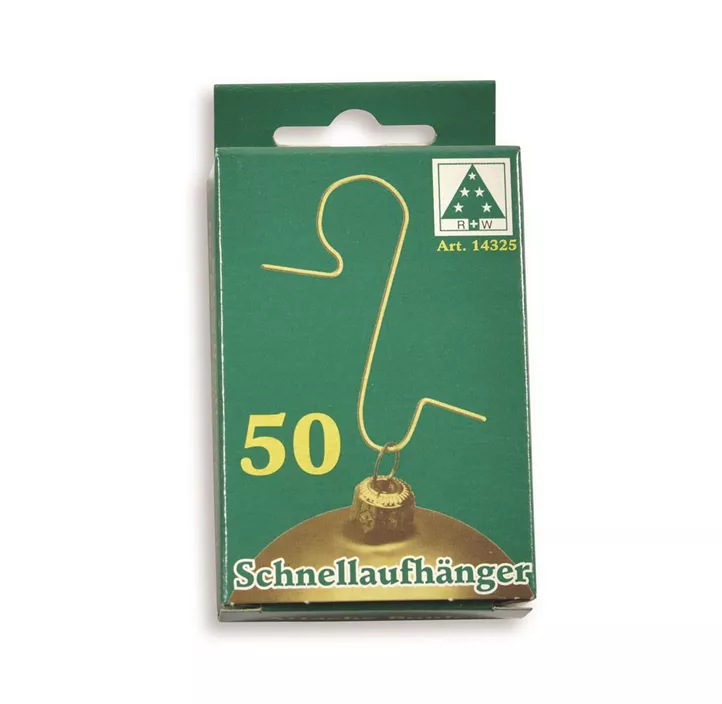 R+W
Art. 14325
50
Schnellaufhänger